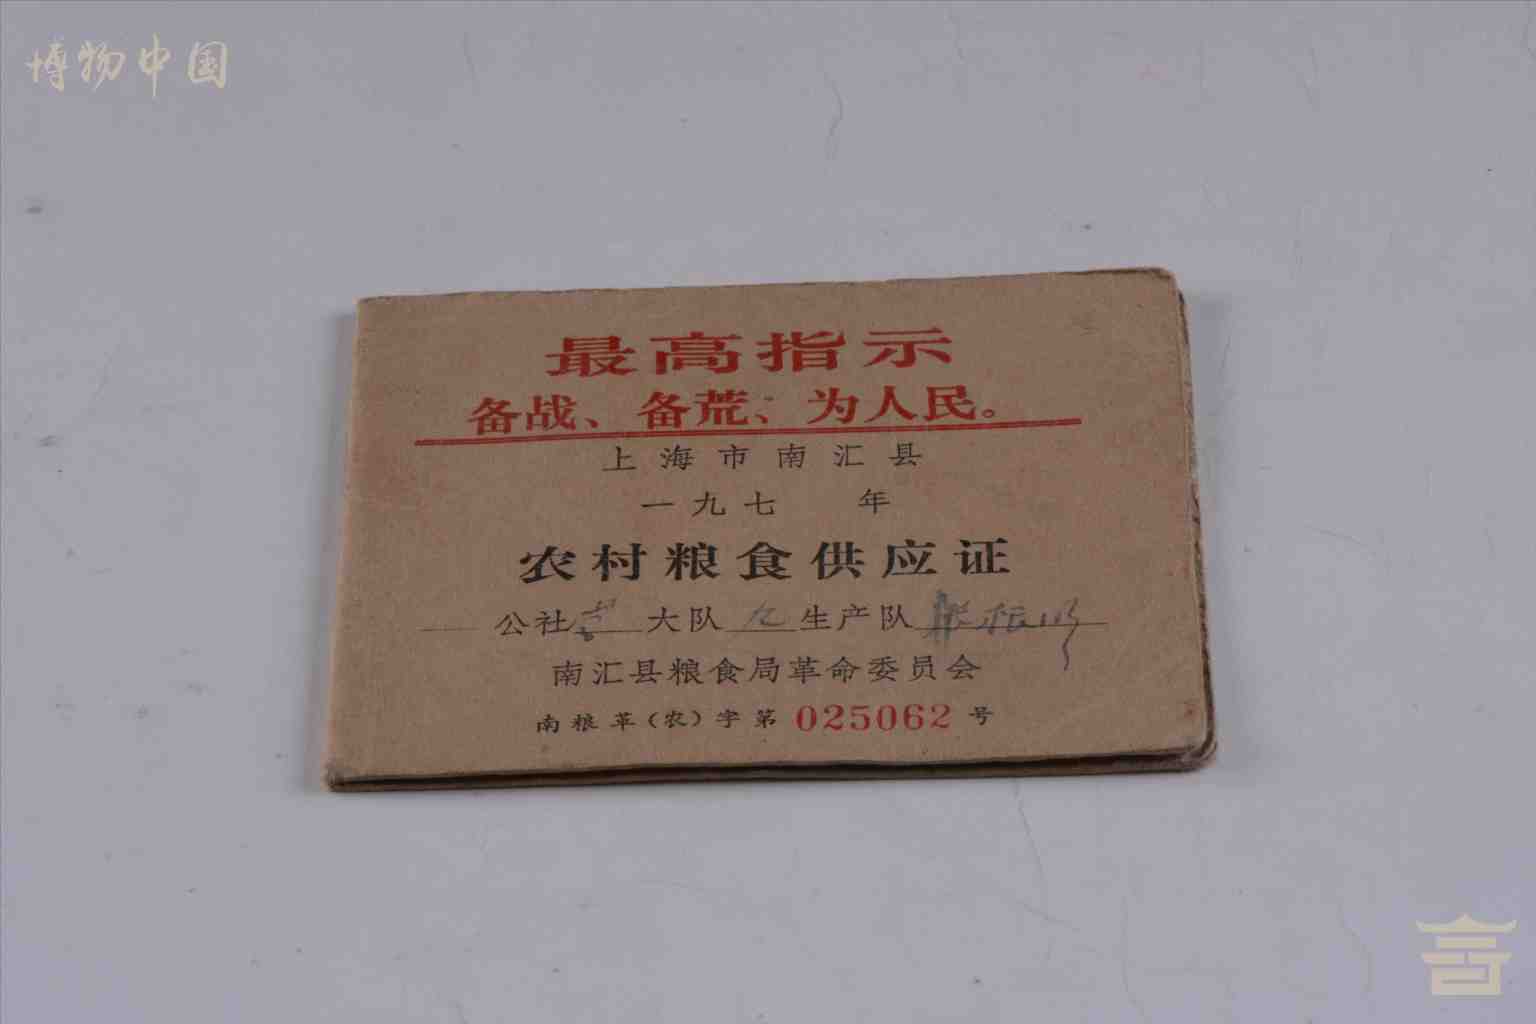 博物中国
最高指示
备战、备荒、为人民。
上海市南汇县
一九七 年
农村粮食供应证
公社 大队 九 生产队
南汇县粮食局革命委员会
南粮革(农)字第 025062 号